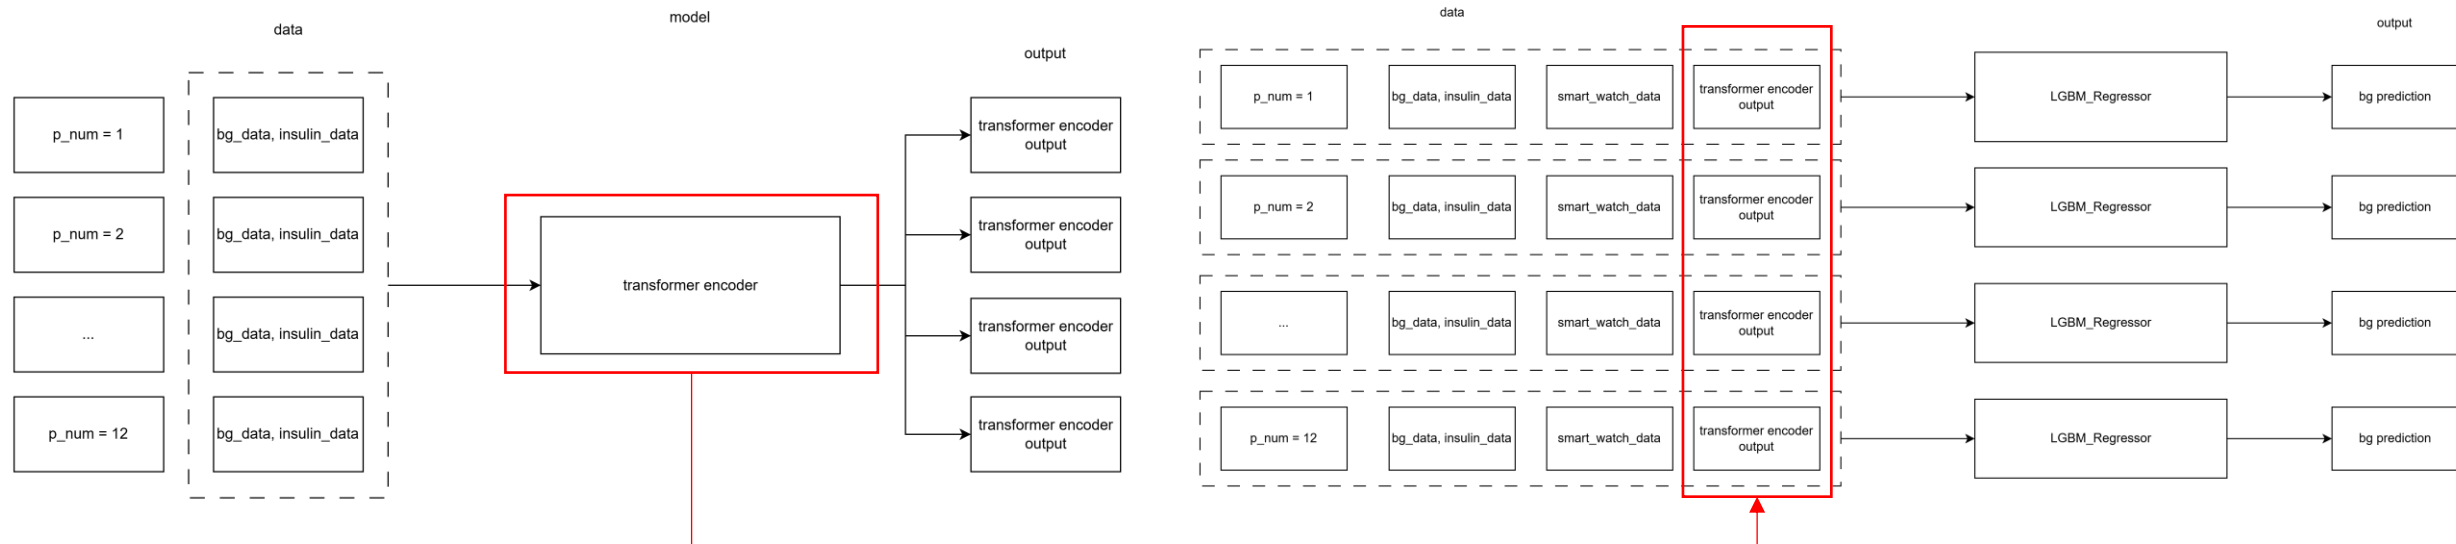 data
model
output
p_num = 1
bg_data, insulin_data
p_num = 2
bg_data, insulin_data
...
bg_data, insulin_data
p_num = 12
bg_data, insulin_data
transformer encoder
transformer encoder
output
transformer encoder
output
transformer encoder
output
transformer encoder
output
data
output
p_num = 1
bg_data, insulin_data
smart_watch_data
transformer encoder
output
LGBM_Regressor
bg prediction
p_num = 2
bg_data, insulin_data
smart_watch_data
transformer encoder
output
LGBM_Regressor
bg prediction
...
bg_data, insulin_data
smart_watch_data
transformer encoder
output
LGBM_Regressor
bg prediction
p_num = 12
bg_data, insulin_data
smart_watch_data
transformer encoder
output
LGBM_Regressor
bg prediction